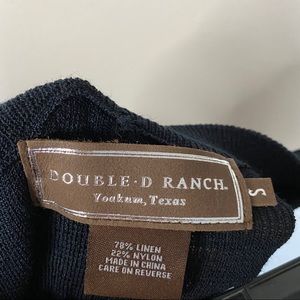 DOUBLE·D RANCH.
Yoakum, Texas
S
78% LINEN
22% NYLON
MADE IN CHINA
CARE ON REVERSE